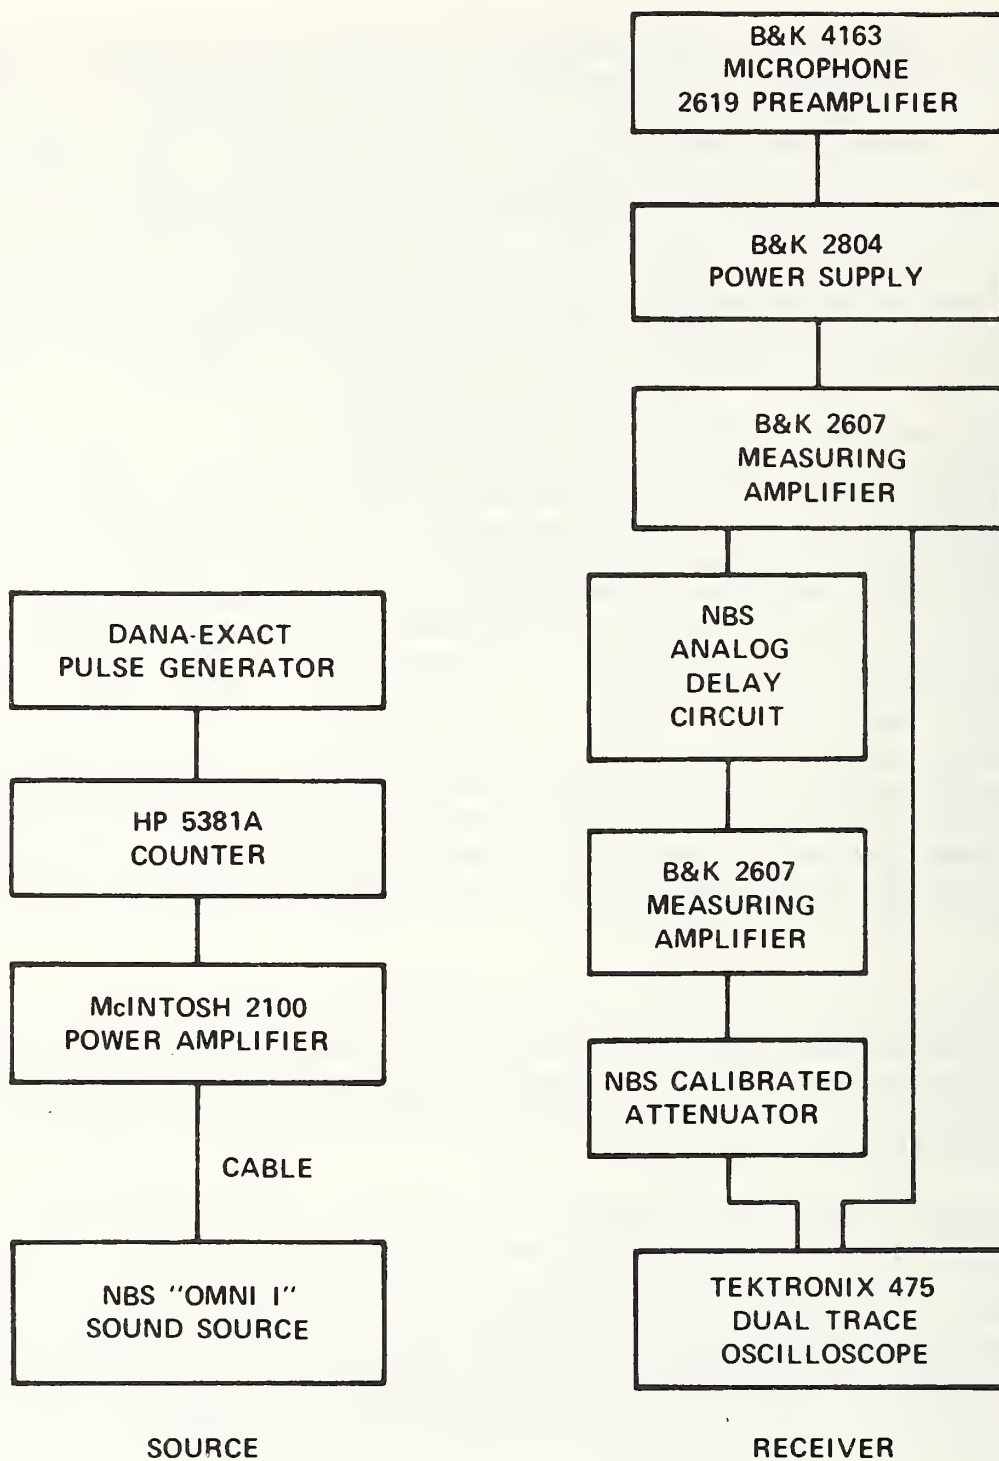 B&K 4163
MICROPHONE
2619 PREAMPLIFIER
B&K 2804
POWER SUPPLY
B&K 2607
MEASURING
AMPLIFIER
NBS
ANALOG
DELAY
CIRCUIT
B&K 2607
MEASURING
AMPLIFIER
NBS CALIBRATED
ATTENUATOR
TEKTRONIX 475
DUAL TRACE
OSCILLOSCOPE
RECEIVER
DANA-EXACT
PULSE GENERATOR
HP 5381A
COUNTER
McINTOSH 2100
POWER AMPLIFIER
CABLE
NBS "OMNI I"
SOUND SOURCE
SOURCE